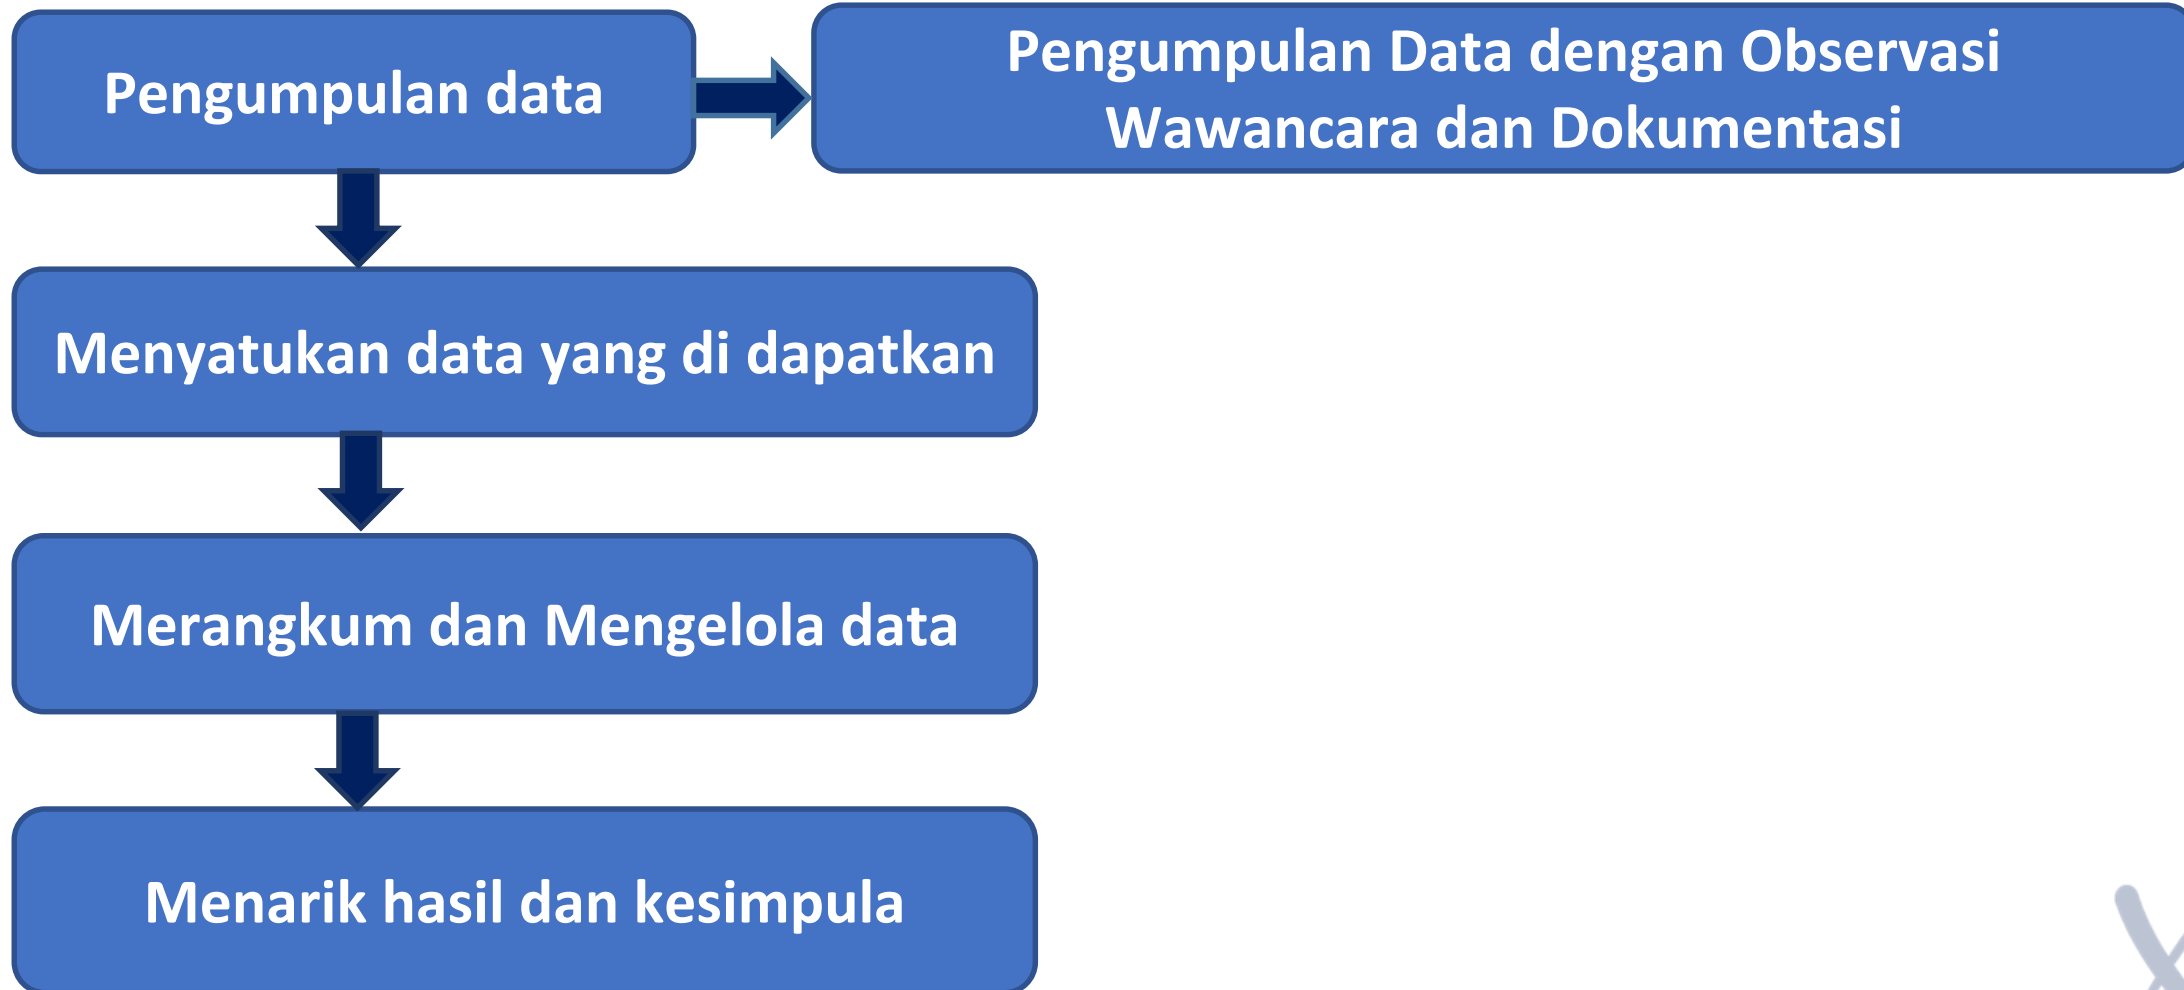 Pengumpulan data
Pengumpulan Data dengan Observasi
Wawancara dan Dokumentasi
Menyatukan data yang di dapatkan
Merangkum dan Mengelola data
Menarik hasil dan kesimpula